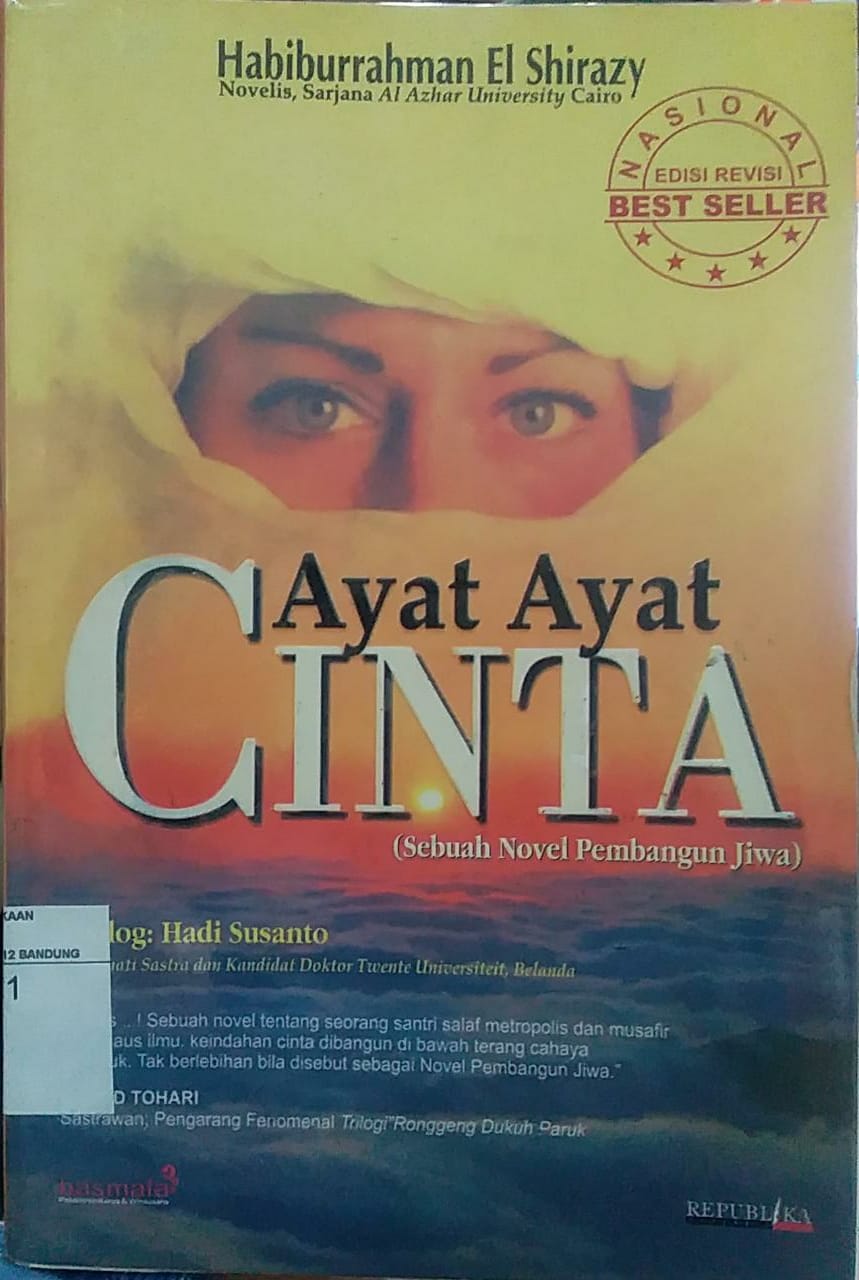 Habiburrahman El Shirazy
Novelis, Sarjana Al Azhar University Cairo
NASIONAL
EDISI REVISI
BEST SELLER
Ayat Ayat
CINTA
(Sebuah Novel Pembangun Jiwa)
KAAN
12 BANDUNG
1
log: Hadi Susanto
ati Sastra dan Kandidat Doktor Twente Universiteit, Belanda
s ... ! Sebuah novel tentang seorang santri salaf metropolis dan musafir
aus ilmu. keindahan cinta dibangun di bawah terang cahaya
uk. Tak berlebihan bila disebut sebagai Novel Pembangun Jiwa."
D TOHARI
Sastrawan; Pengarang Fenomenal Trilogi"Ronggeng Dukuh Paruk
basmala
REPUBLIKA